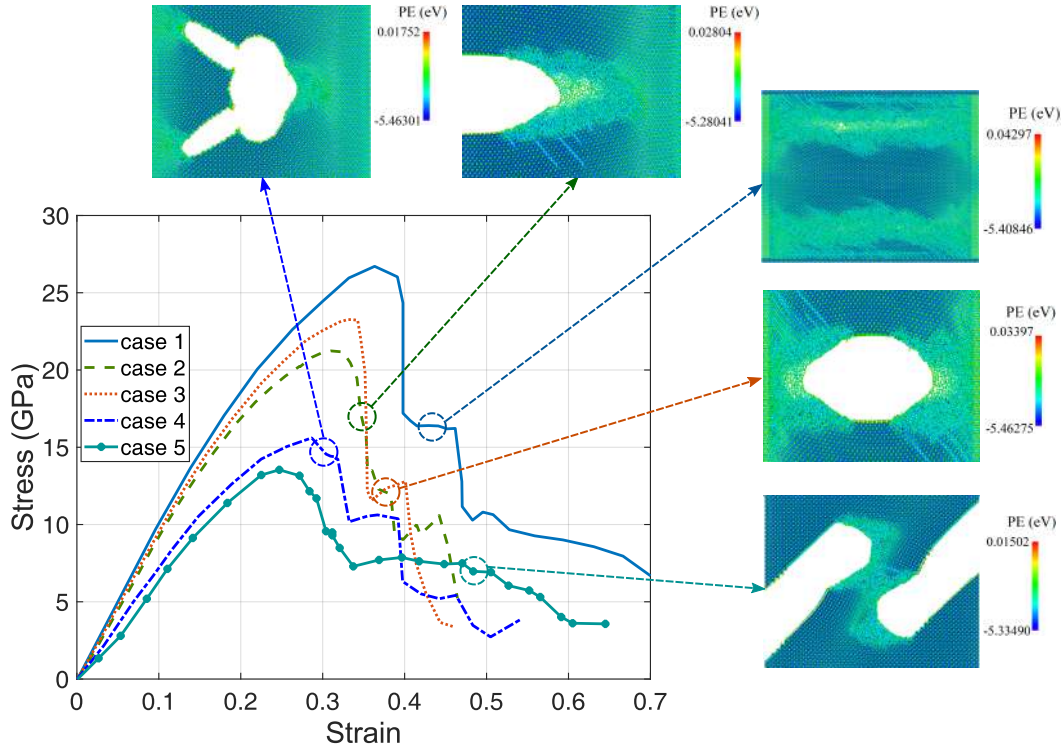 PE (eV)
0.01752
-5.46301
PE (eV)
0.02804
-5.28041
PE (eV)
0.04297
-5.40846
PE (eV)
0.03397
-5.46275
PE (eV)
0.01502
-5.33490
30
25
20
15
10
5
0
Stress (GPa)
case 1
case 2
case 3
case 4
case 5
0 0.1 0.2 0.3 0.4 0.5 0.6 0.7
Strain